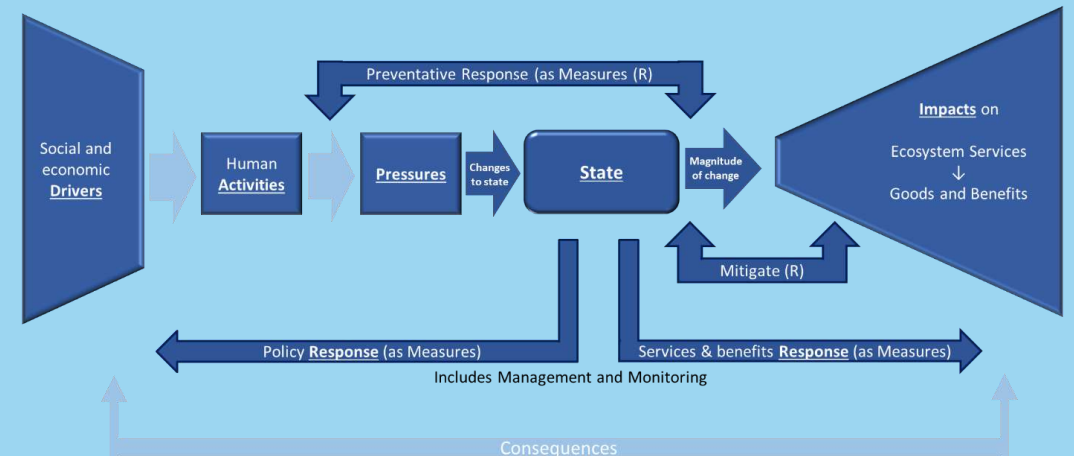 Preventative Response (as Measures (R)
Social and
economic
Drivers
Human
Activities
Pressures
Changes
to state
State
Magnitude
of change
Impacts on
Ecosystem Services
↓
Goods and Benefits
Mitigate (R)
Policy Response (as Measures)
Services & benefits Response (as Measures)
Includes Management and Monitoring
Consequences